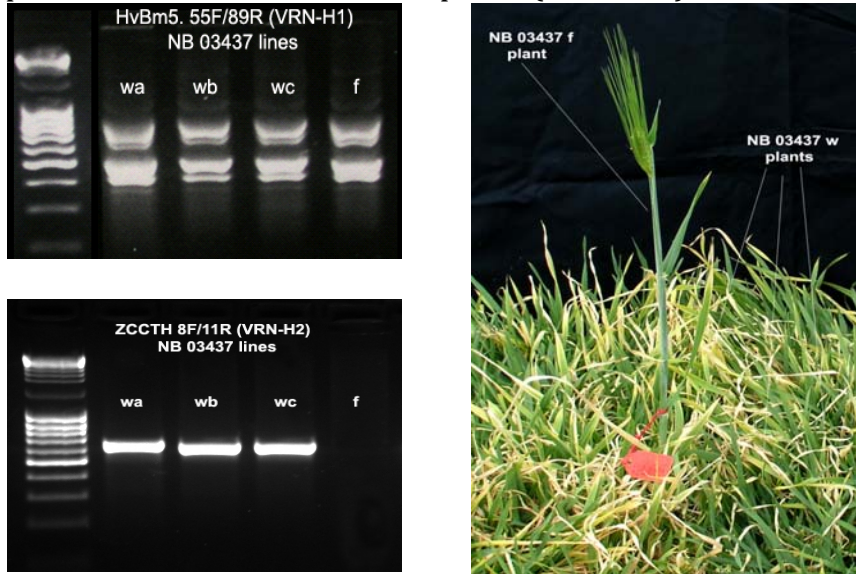 HvBm5. 55F/89R (VRN-H1)
NB 03437 lines
wa wb wc f
ZCCTH 8F/11R (VRN-H2)
NB 03437 lines
wa wb wc f
NB 03437 f
plant
NB 03437 w
plants